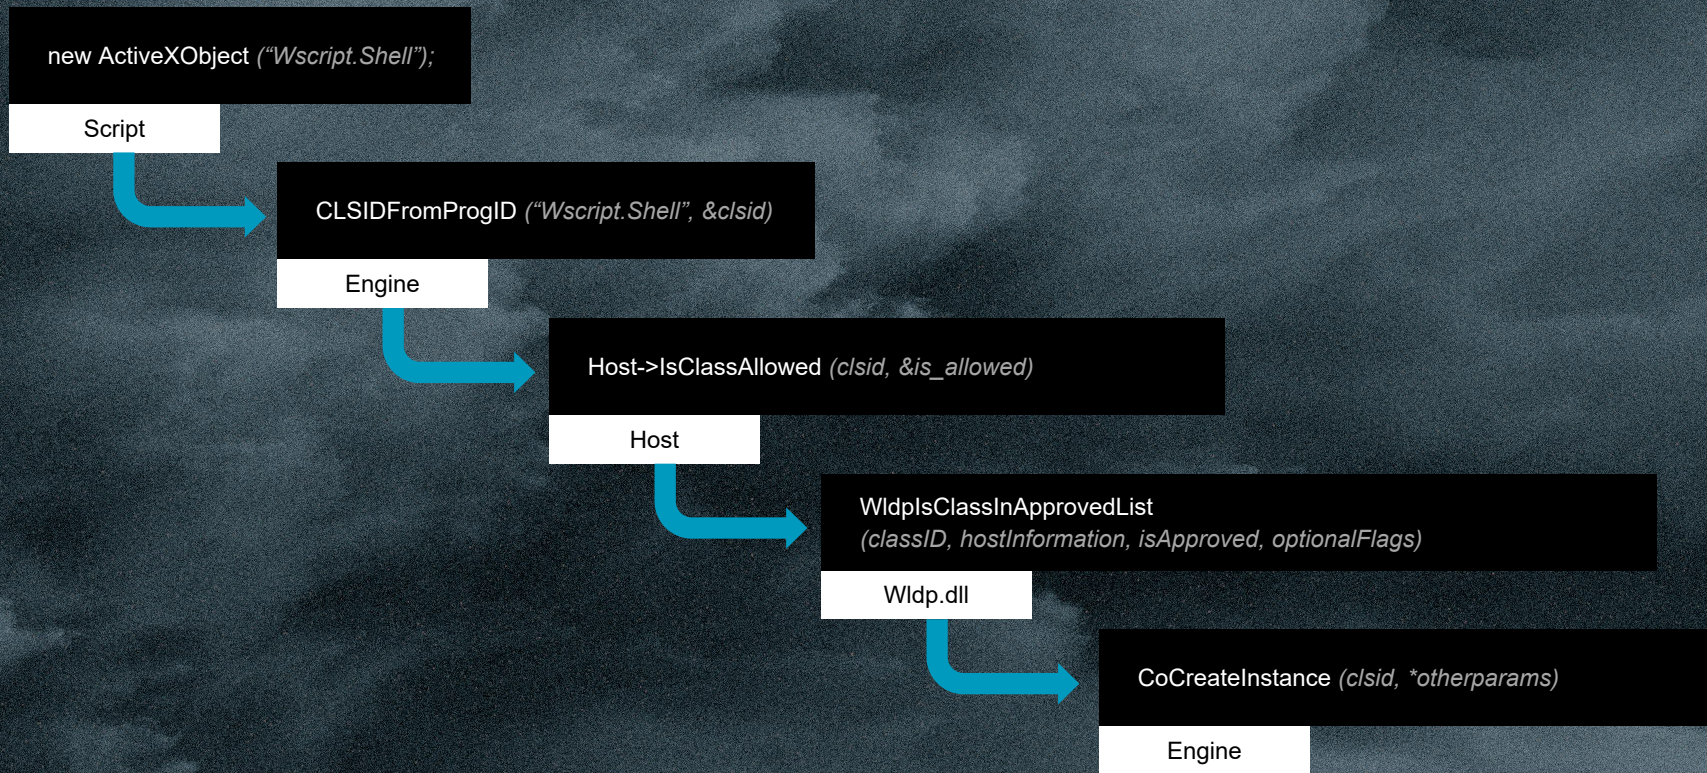 new ActiveXObject (“Wscript.Shell”);
Script
CLSIDFromProgID (“Wscript.Shell”, &clsid)
Engine
Host->IsClassAllowed (clsid, &is_allowed)
Host
WldpIsClassInApprovedList
(classID, hostInformation, isApproved, optionalFlags)
Wldp.dll
CoCreateInstance (clsid, *otherparams)
Engine